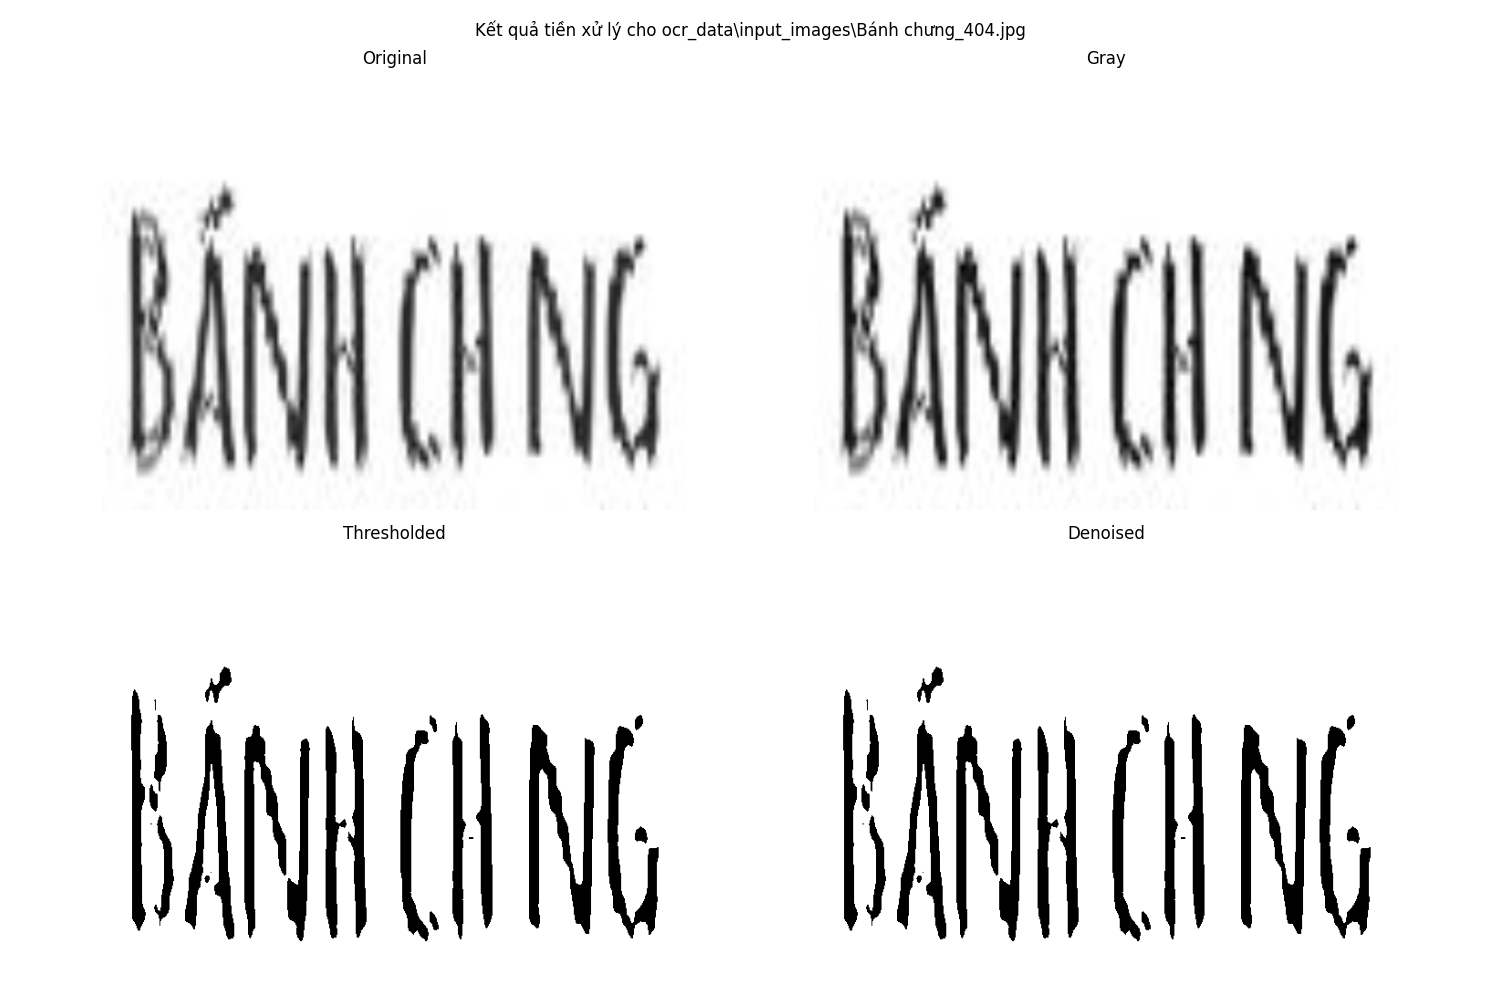 Kết quả tiền xử lý cho ocr_data\input_images\Bánh chưng_404.jpg
Original
Gray
BÁNH CH NG
BÁNH CH NG
Thresholded
Denoised
BÁNH CH NG
BÁNH CH NG